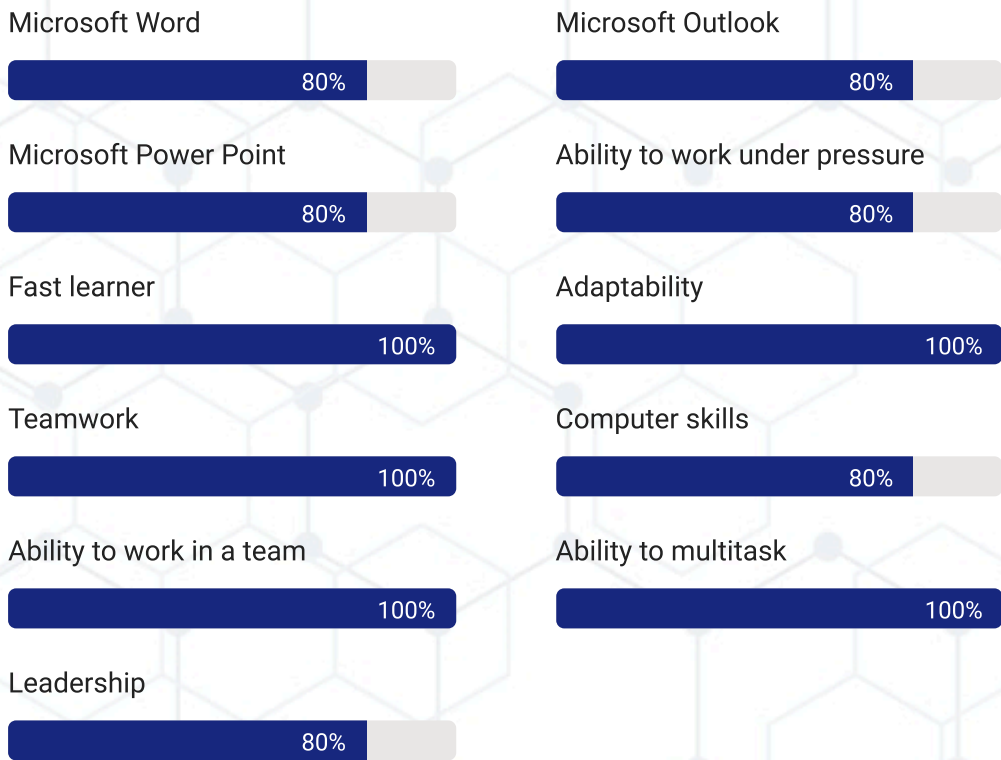 Microsoft Word
80%
Microsoft Outlook
80%
Microsoft Power Point
80%
Ability to work under pressure
80%
Fast learner
100%
Adaptability
100%
Teamwork
100%
Computer skills
80%
Ability to work in a team
100%
Ability to multitask
100%
Leadership
80%